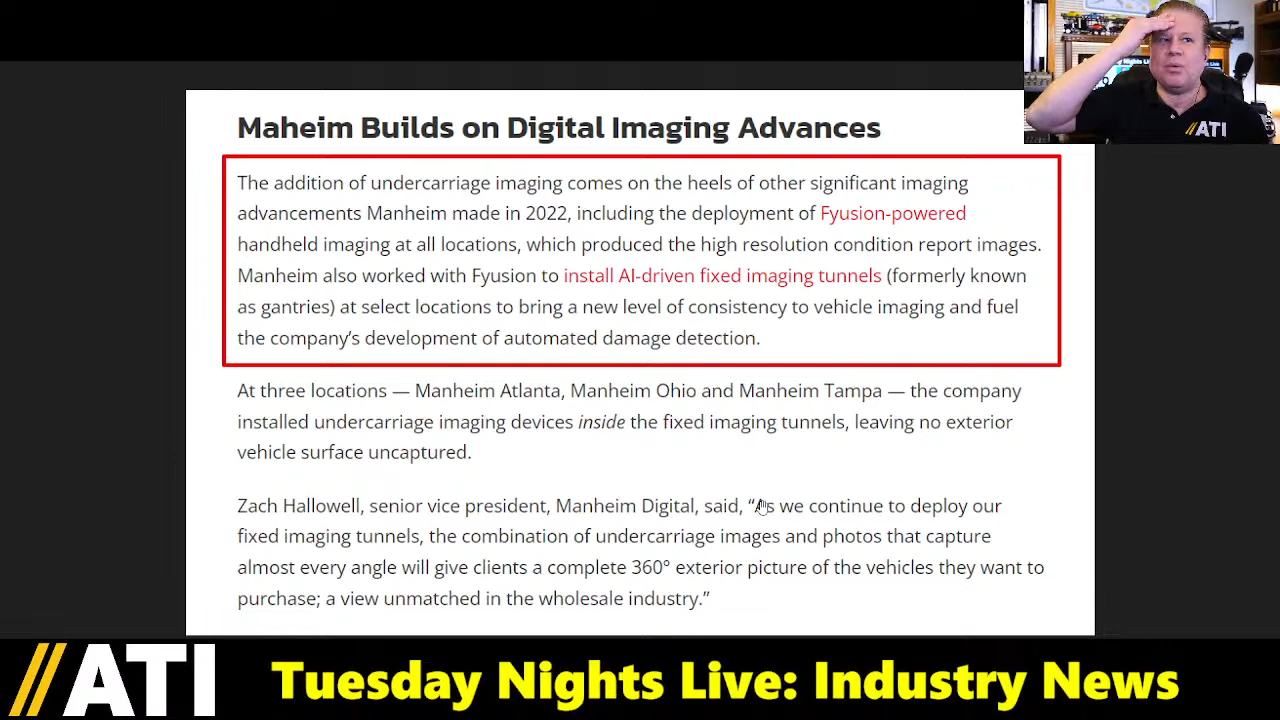 Maheim Builds on Digital Imaging Advances
The addition of undercarriage imaging comes on the heels of other significant imaging
advancements Manheim made in 2022, including the deployment of Fyusion-powered
handheld imaging at all locations, which produced the high resolution condition report images.
Manheim also worked with Fyusion to install AI-driven fixed imaging tunnels (formerly known
as gantries) at select locations to bring a new level of consistency to vehicle imaging and fuel
the company’s development of automated damage detection.
At three locations — Manheim Atlanta, Manheim Ohio and Manheim Tampa — the company
installed undercarriage imaging devices inside the fixed imaging tunnels, leaving no exterior
vehicle surface uncaptured.
Zach Hallowell, senior vice president, Manheim Digital, said, “As we continue to deploy our
fixed imaging tunnels, the combination of undercarriage images and photos that capture
almost every angle will give clients a complete 360° exterior picture of the vehicles they want to
purchase; a view unmatched in the wholesale industry.”
//ATI
//ATI Tuesday Nights Live: Industry News